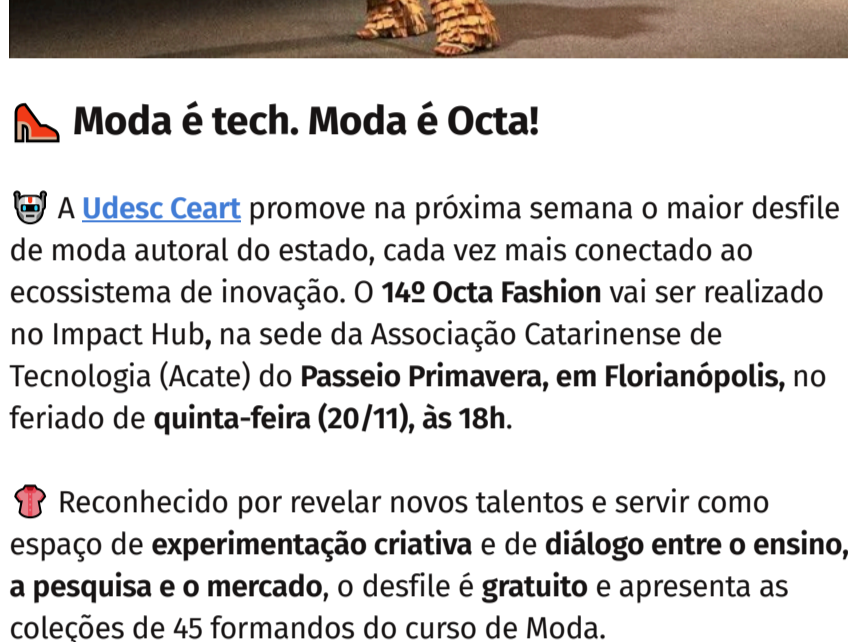 👠 Moda é tech. Moda é Octa!
🤖 A Udesc Ceart promove na próxima semana o maior desfile
de moda autoral do estado, cada vez mais conectado ao
ecossistema de inovação. O 14º Octa Fashion vai ser realizado
no Impact Hub, na sede da Associação Catarinense de
Tecnologia (Acate) do Passeio Primavera, em Florianópolis, no
feriado de quinta-feira (20/11), às 18h.
👚 Reconhecido por revelar novos talentos e servir como
espaço de experimentação criativa e de diálogo entre o ensino,
a pesquisa e o mercado, o desfile é gratuito e apresenta as
coleções de 45 formandos do curso de Moda.